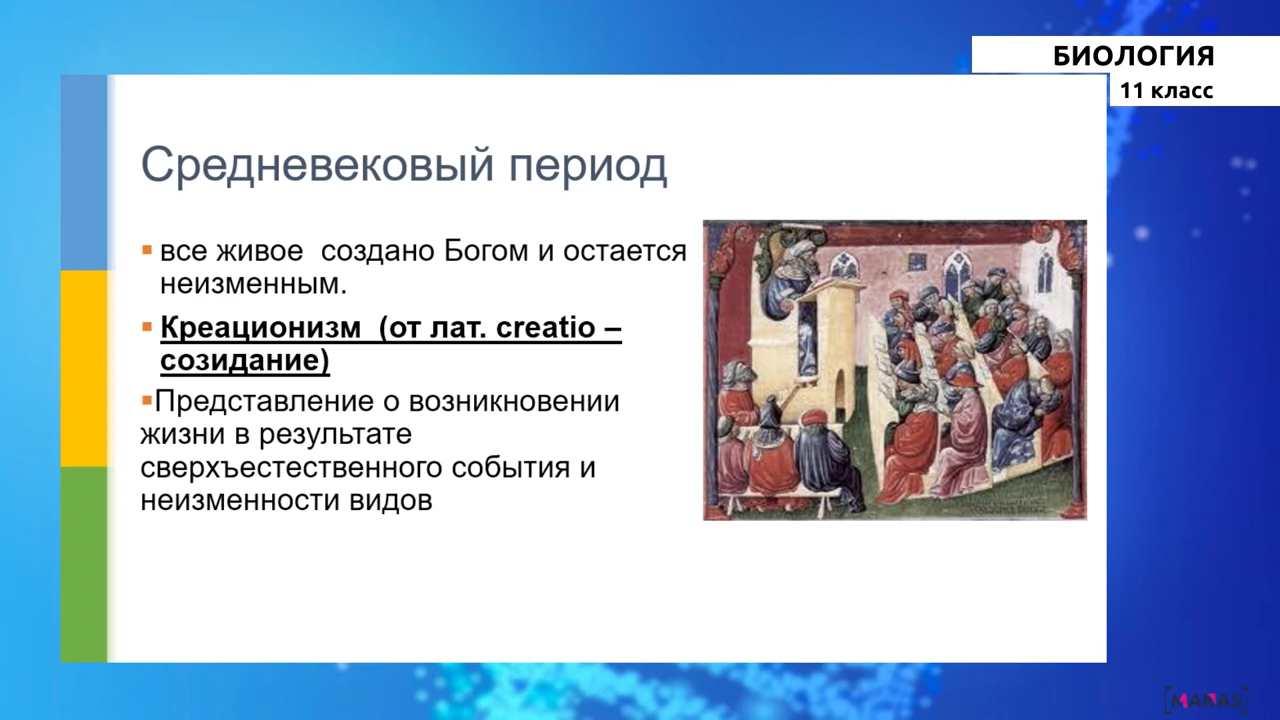 БИОЛОГИЯ
11 класс
Средневековый период
все живое создано Богом и остается
неизменным.
Креационизм (от лат. creatio –
созидание)
Представление о возникновении
жизни в результате
сверхъестественного события и
неизменности видов
MANAS